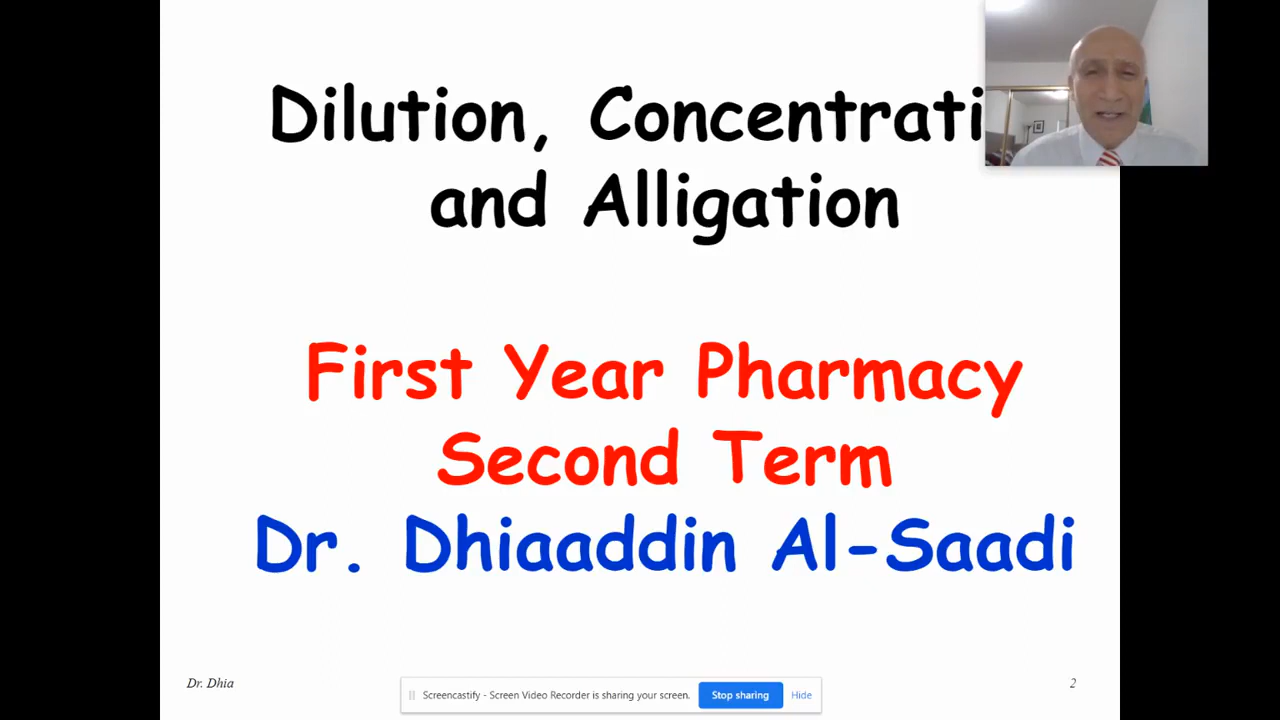 Dilution, Concentrati
and Alligation
First Year Pharmacy
Second Term
Dr. Dhiaaddin Al-Saadi
Dr. Dhia
Screencastify - Screen Video Recorder is sharing your screen.
Stop sharing
Hide
2